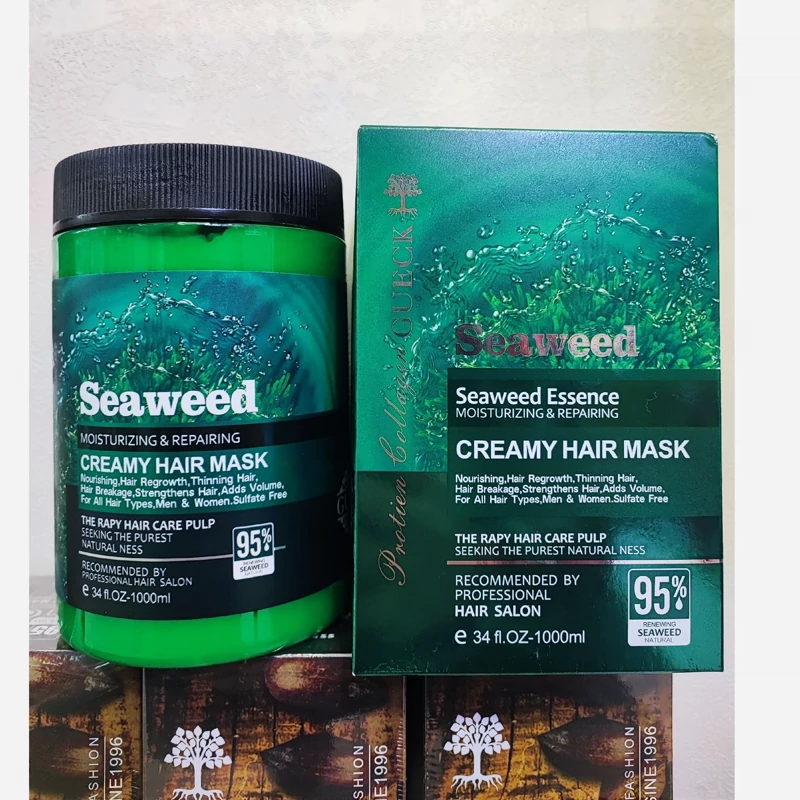 Seaweed
MOISTURIZING & REPAIRING
CREAMY HAIR MASK
Nourishing,Hair Regrowth,Thinning Hair,
Hair Breakage,Strengthens Hair,Adds Volume,
For All Hair Types,Men & Women.Sulfate Free
THE RAPY HAIR CARE PULP
SEEKING THE PUREST
NATURAL NESS
95%
RENEWING
SEAWEED
NATURAL
RECOMMENDED BY
PROFESSIONAL HAIR SALON
e 34 fl.OZ-1000ml
Protien Collagen GUECK
Seaweed
Seaweed Essence
MOISTURIZING & REPAIRING
CREAMY HAIR MASK
Nourishing,Hair Regrowth,Thinning Hair,
Hair Breakage,Strengthens Hair,Adds Volume,
For All Hair Types,Men & Women.Sulfate Free
THE RAPY HAIR CARE PULP
SEEKING THE PUREST NATURAL NESS
RECOMMENDED BY
PROFESSIONAL
HAIR SALON
e 34 fl.OZ-1000ml
95%
RENEWING
SEAWEED
NATURAL